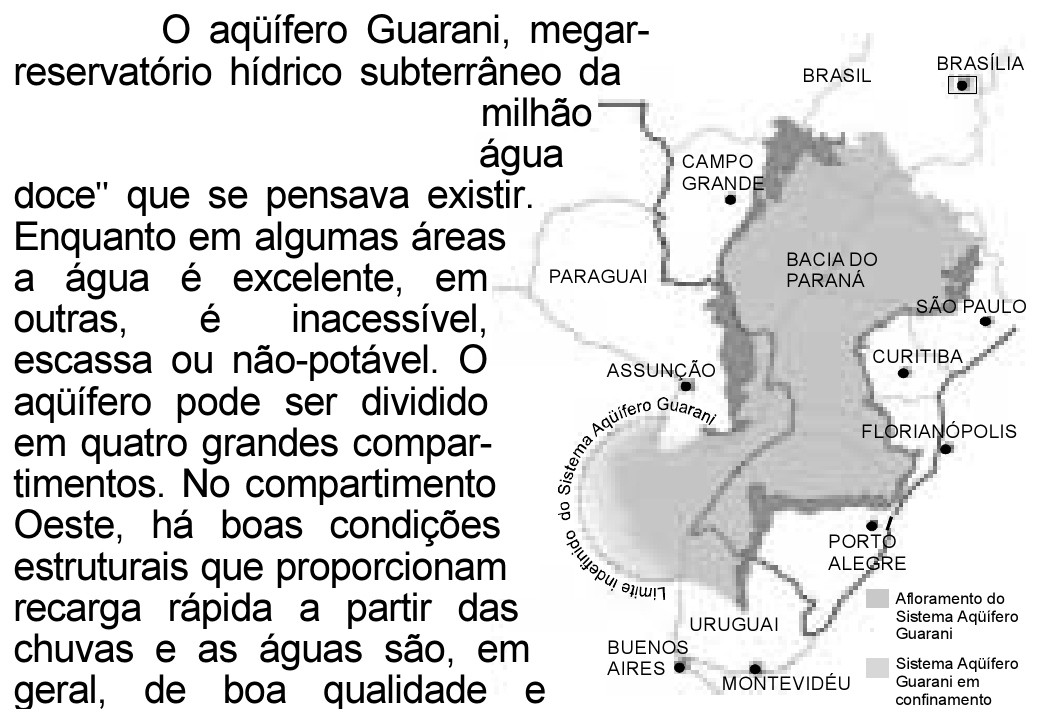 O aqüífero Guarani, megar-
reservatório hídrico subterrâneo da
milhão
água
doce" que se pensava existir.
Enquanto em algumas áreas
a água é excelente, em
outras, é inacessível,
escassa ou não-potável. O
aqüífero pode ser dividido
em quatro grandes compar-
timentos. No compartimento
Oeste, há boas condições
estruturais que proporcionam
recarga rápida a partir das
chuvas e as águas são, em
geral, de boa qualidade e
BRASIL
BRASÍLIA
CAMPO
GRANDE
BACIA DO
PARANÁ
PARAGUAI
SÃO PAULO
CURITIBA
ASSUNÇÃO
FLORIANÓPOLIS
Limite indefinido do Sistema Aqüífero Guarani
PORTO
ALEGRE
URUGUAI
BUENOS
AIRES
MONTEVIDÉU
Afloramento do
Sistema Aqüífero
Guarani
Sistema Aqüífero
Guarani em
confinamento